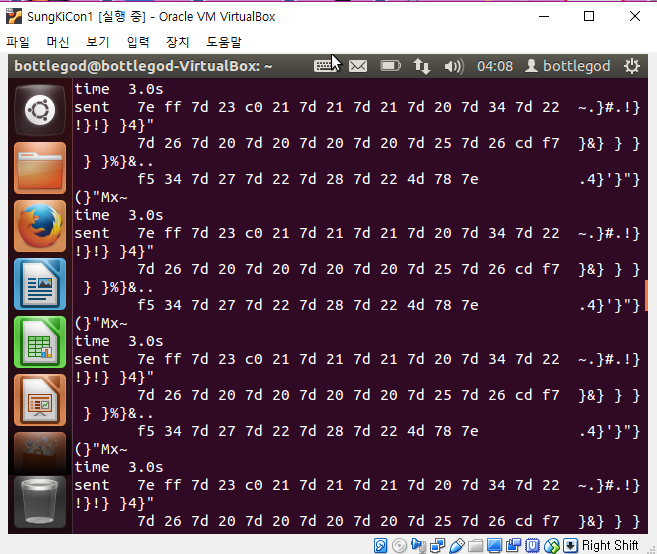 SungKiCon1 [실행 중] - Oracle VM VirtualBox
파일 머신 보기 입력 장치 도움말
bottlegod@bottlegod-VirtualBox: ~ 04:08 bottlegod
time  3.0s
sent   7e ff 7d 23 c0 21 7d 21 7d 21 7d 20 7d 34 7d 22  ~.}#.!}
!}!} }4}"
       7d 26 7d 20 7d 20 7d 20 7d 20 7d 25 7d 26 cd f7  }&} } }
 } }%}&..
       f5 34 7d 27 7d 22 7d 28 7d 22 4d 78 7e           .4}'}"}
(}"Mx~
time  3.0s
sent   7e ff 7d 23 c0 21 7d 21 7d 21 7d 20 7d 34 7d 22  ~.}#.!}
!}!} }4}"
       7d 26 7d 20 7d 20 7d 20 7d 20 7d 25 7d 26 cd f7  }&} } }
 } }%}&..
       f5 34 7d 27 7d 22 7d 28 7d 22 4d 78 7e           .4}'}"}
(}"Mx~
time  3.0s
sent   7e ff 7d 23 c0 21 7d 21 7d 21 7d 20 7d 34 7d 22  ~.}#.!}
!}!} }4}"
       7d 26 7d 20 7d 20 7d 20 7d 20 7d 25 7d 26 cd f7  }&} } }
 } }%}&..
       f5 34 7d 27 7d 22 7d 28 7d 22 4d 78 7e           .4}'}"}
(}"Mx~
time  3.0s
sent   7e ff 7d 23 c0 21 7d 21 7d 21 7d 20 7d 34 7d 22  ~.}#.!}
!}!} }4}"
       7d 26 7d 20 7d 20 7d 20 7d 20 7d 25 7d 26 cd f7  }&} } }
Right Shift